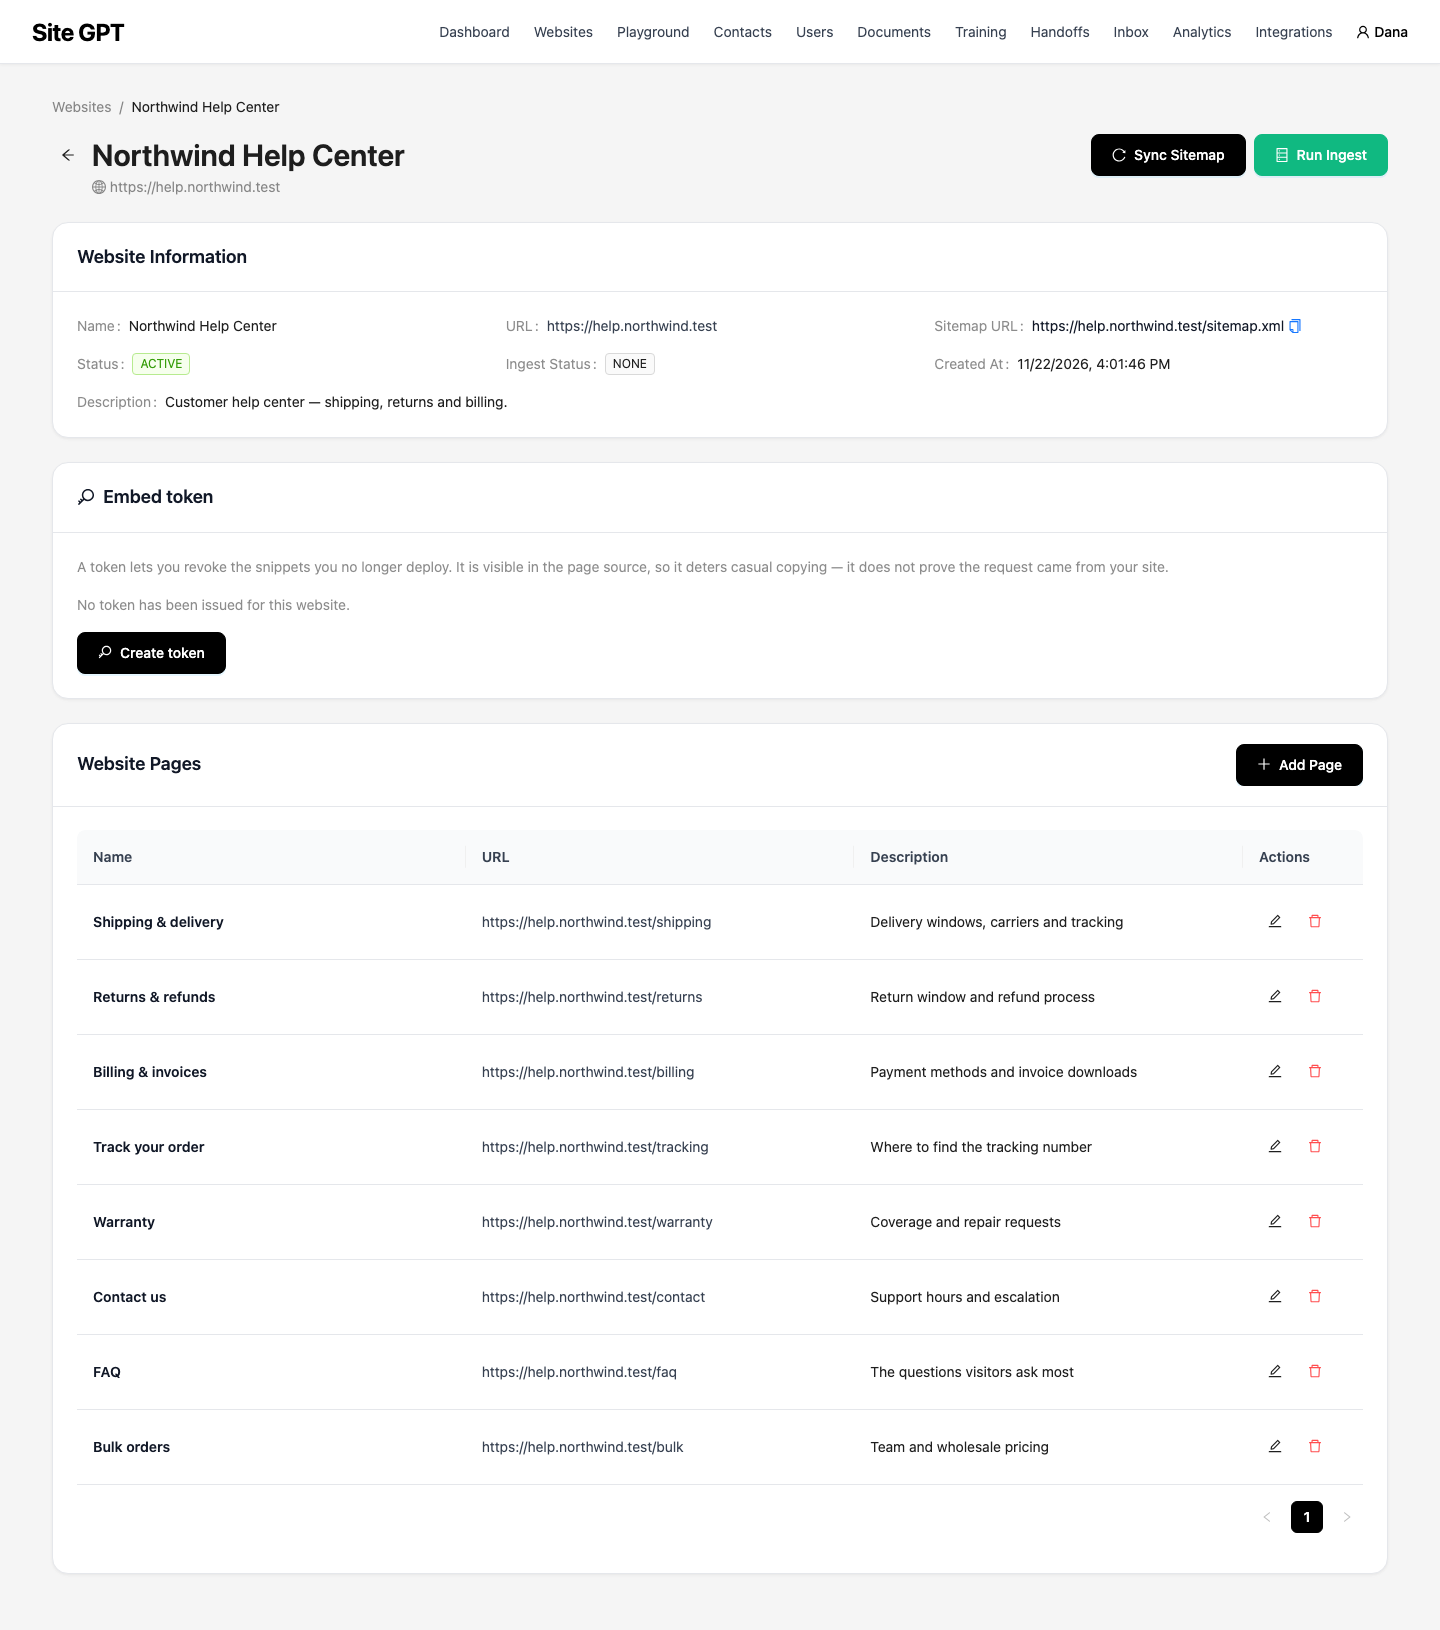 Site GPT
Dashboard Websites Playground Contacts Users Documents Training Handoffs Inbox Analytics Integrations Dana
Websites / Northwind Help Center
Northwind Help Center
https://help.northwind.test
Sync Sitemap
Run Ingest
Website Information
Name: Northwind Help Center
URL: https://help.northwind.test
Sitemap URL: https://help.northwind.test/sitemap.xml
Status: ACTIVE
Ingest Status: NONE
Created At: 11/22/2026, 4:01:46 PM
Description: Customer help center — shipping, returns and billing.
Embed token
A token lets you revoke the snippets you no longer deploy. It is visible in the page source, so it deters casual copying — it does not prove the request came from your site.
No token has been issued for this website.
Create token
Website Pages
Add Page
Name URL Description Actions
Shipping & delivery https://help.northwind.test/shipping Delivery windows, carriers and tracking
Returns & refunds https://help.northwind.test/returns Return window and refund process
Billing & invoices https://help.northwind.test/billing Payment methods and invoice downloads
Track your order https://help.northwind.test/tracking Where to find the tracking number
Warranty https://help.northwind.test/warranty Coverage and repair requests
Contact us https://help.northwind.test/contact Support hours and escalation
FAQ https://help.northwind.test/faq The questions visitors ask most
Bulk orders https://help.northwind.test/bulk Team and wholesale pricing
1